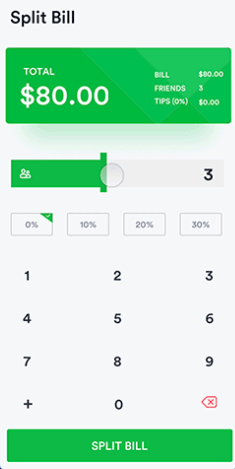 Split Bill
TOTAL
$80.00
BILL $80.00
FRIENDS 3
TIPS (0%) $0.00
3
0% 10% 20% 30%
1 2 3
4 5 6
7 8 9
+ 0
SPLIT BILL